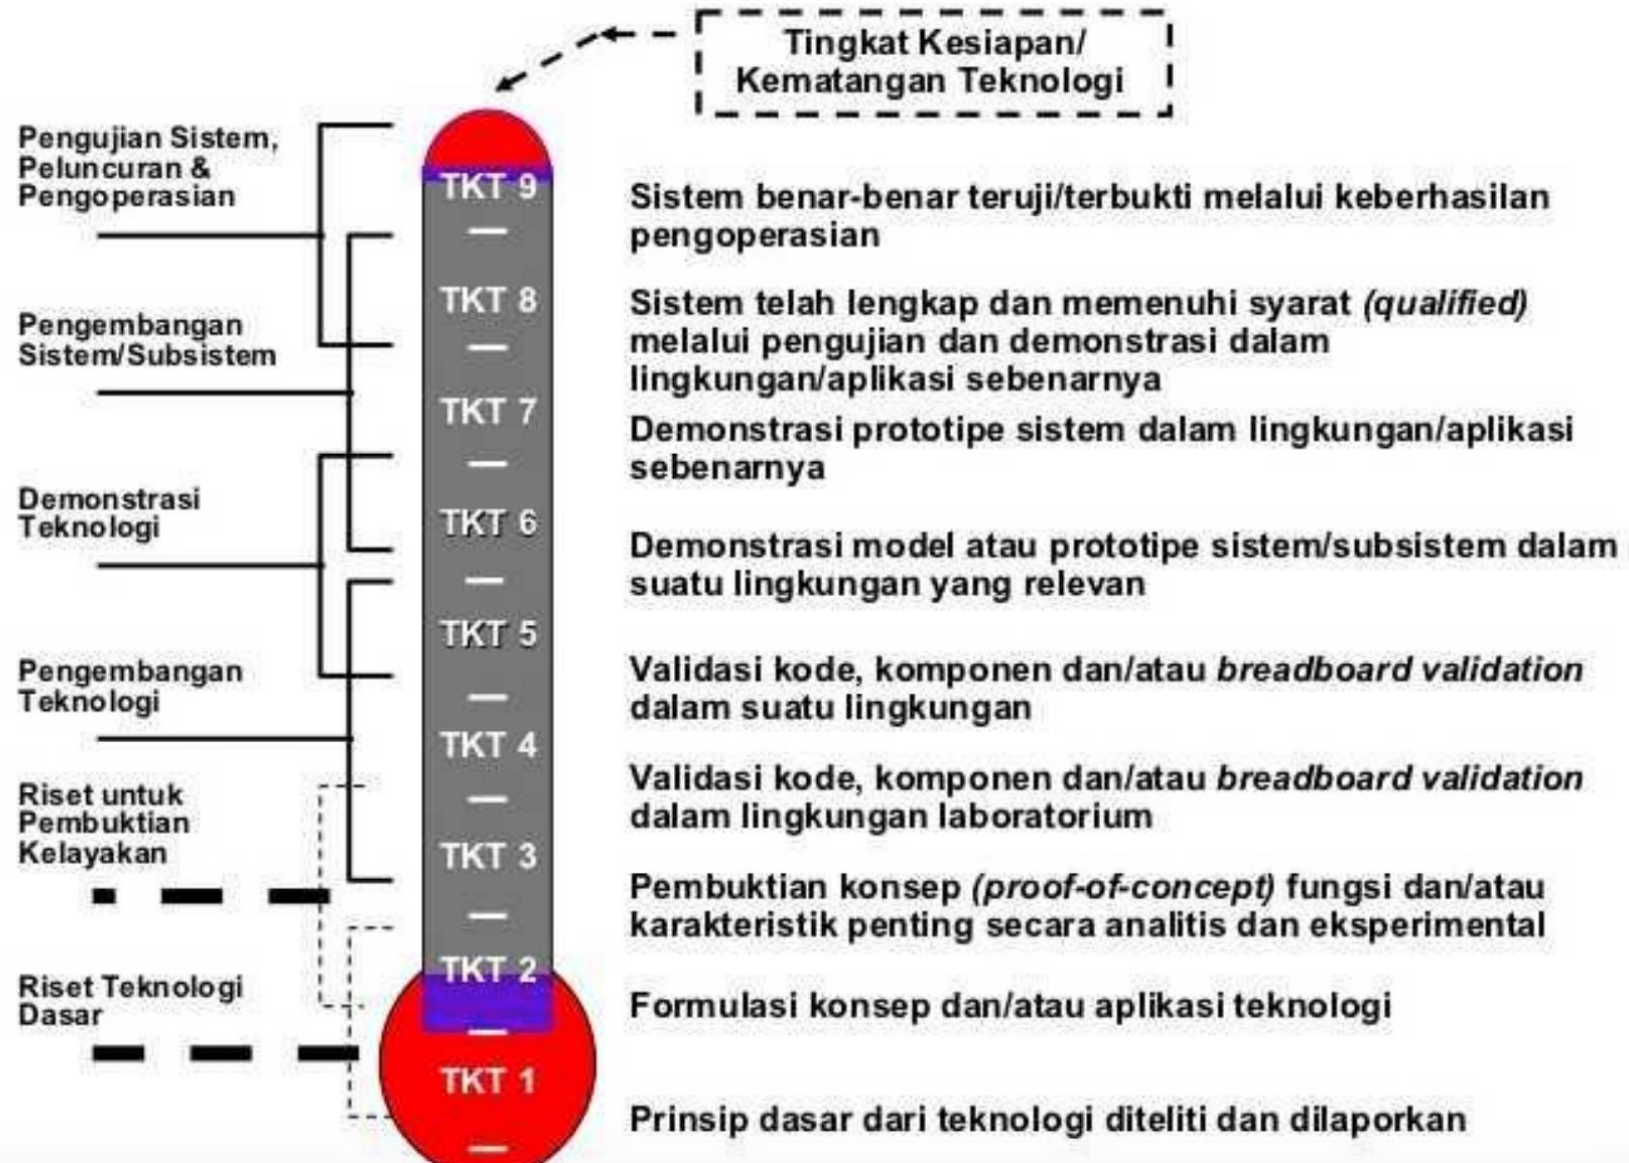 Tingkat Kesiapan/
Kematangan Teknologi
Pengujian Sistem,
Peluncuran &
Pengoperasian
Pengembangan
Sistem/Subsistem
Demonstrasi
Teknologi
Pengembangan
Teknologi
Riset untuk
Pembuktian
Kelayakan
Riset Teknologi
Dasar
TKT 9
TKT 8
TKT 7
TKT 6
TKT 5
TKT 4
TKT 3
TKT 2
TKT 1
Sistem benar-benar teruji/terbukti melalui keberhasilan
pengoperasian
Sistem telah lengkap dan memenuhi syarat (qualified)
melalui pengujian dan demonstrasi dalam
lingkungan/aplikasi sebenarnya
Demonstrasi prototipe sistem dalam lingkungan/aplikasi
sebenarnya
Demonstrasi model atau prototipe sistem/subsistem dalam
suatu lingkungan yang relevan
Validasi kode, komponen dan/atau breadboard validation
dalam suatu lingkungan
Validasi kode, komponen dan/atau breadboard validation
dalam lingkungan laboratorium
Pembuktian konsep (proof-of-concept) fungsi dan/atau
karakteristik penting secara analitis dan eksperimental
Formulasi konsep dan/atau aplikasi teknologi
Prinsip dasar dari teknologi diteliti dan dilaporkan